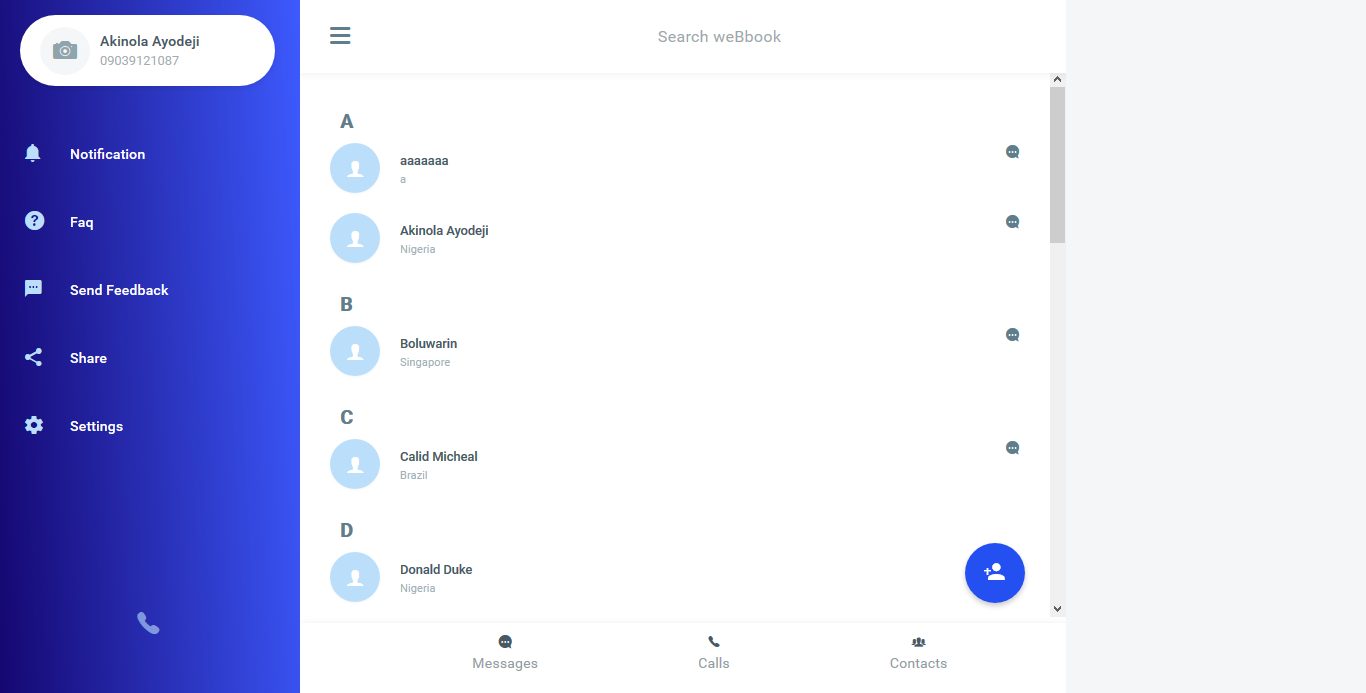 Akinola Ayodeji
09039121087
Notification
Faq
Send Feedback
Share
Settings
Search weBbook
A
aaaaaaa
a
Akinola Ayodeji
Nigeria
B
Boluwarin
Singapore
C
Calid Micheal
Brazil
D
Donald Duke
Nigeria
Messages
Calls
Contacts